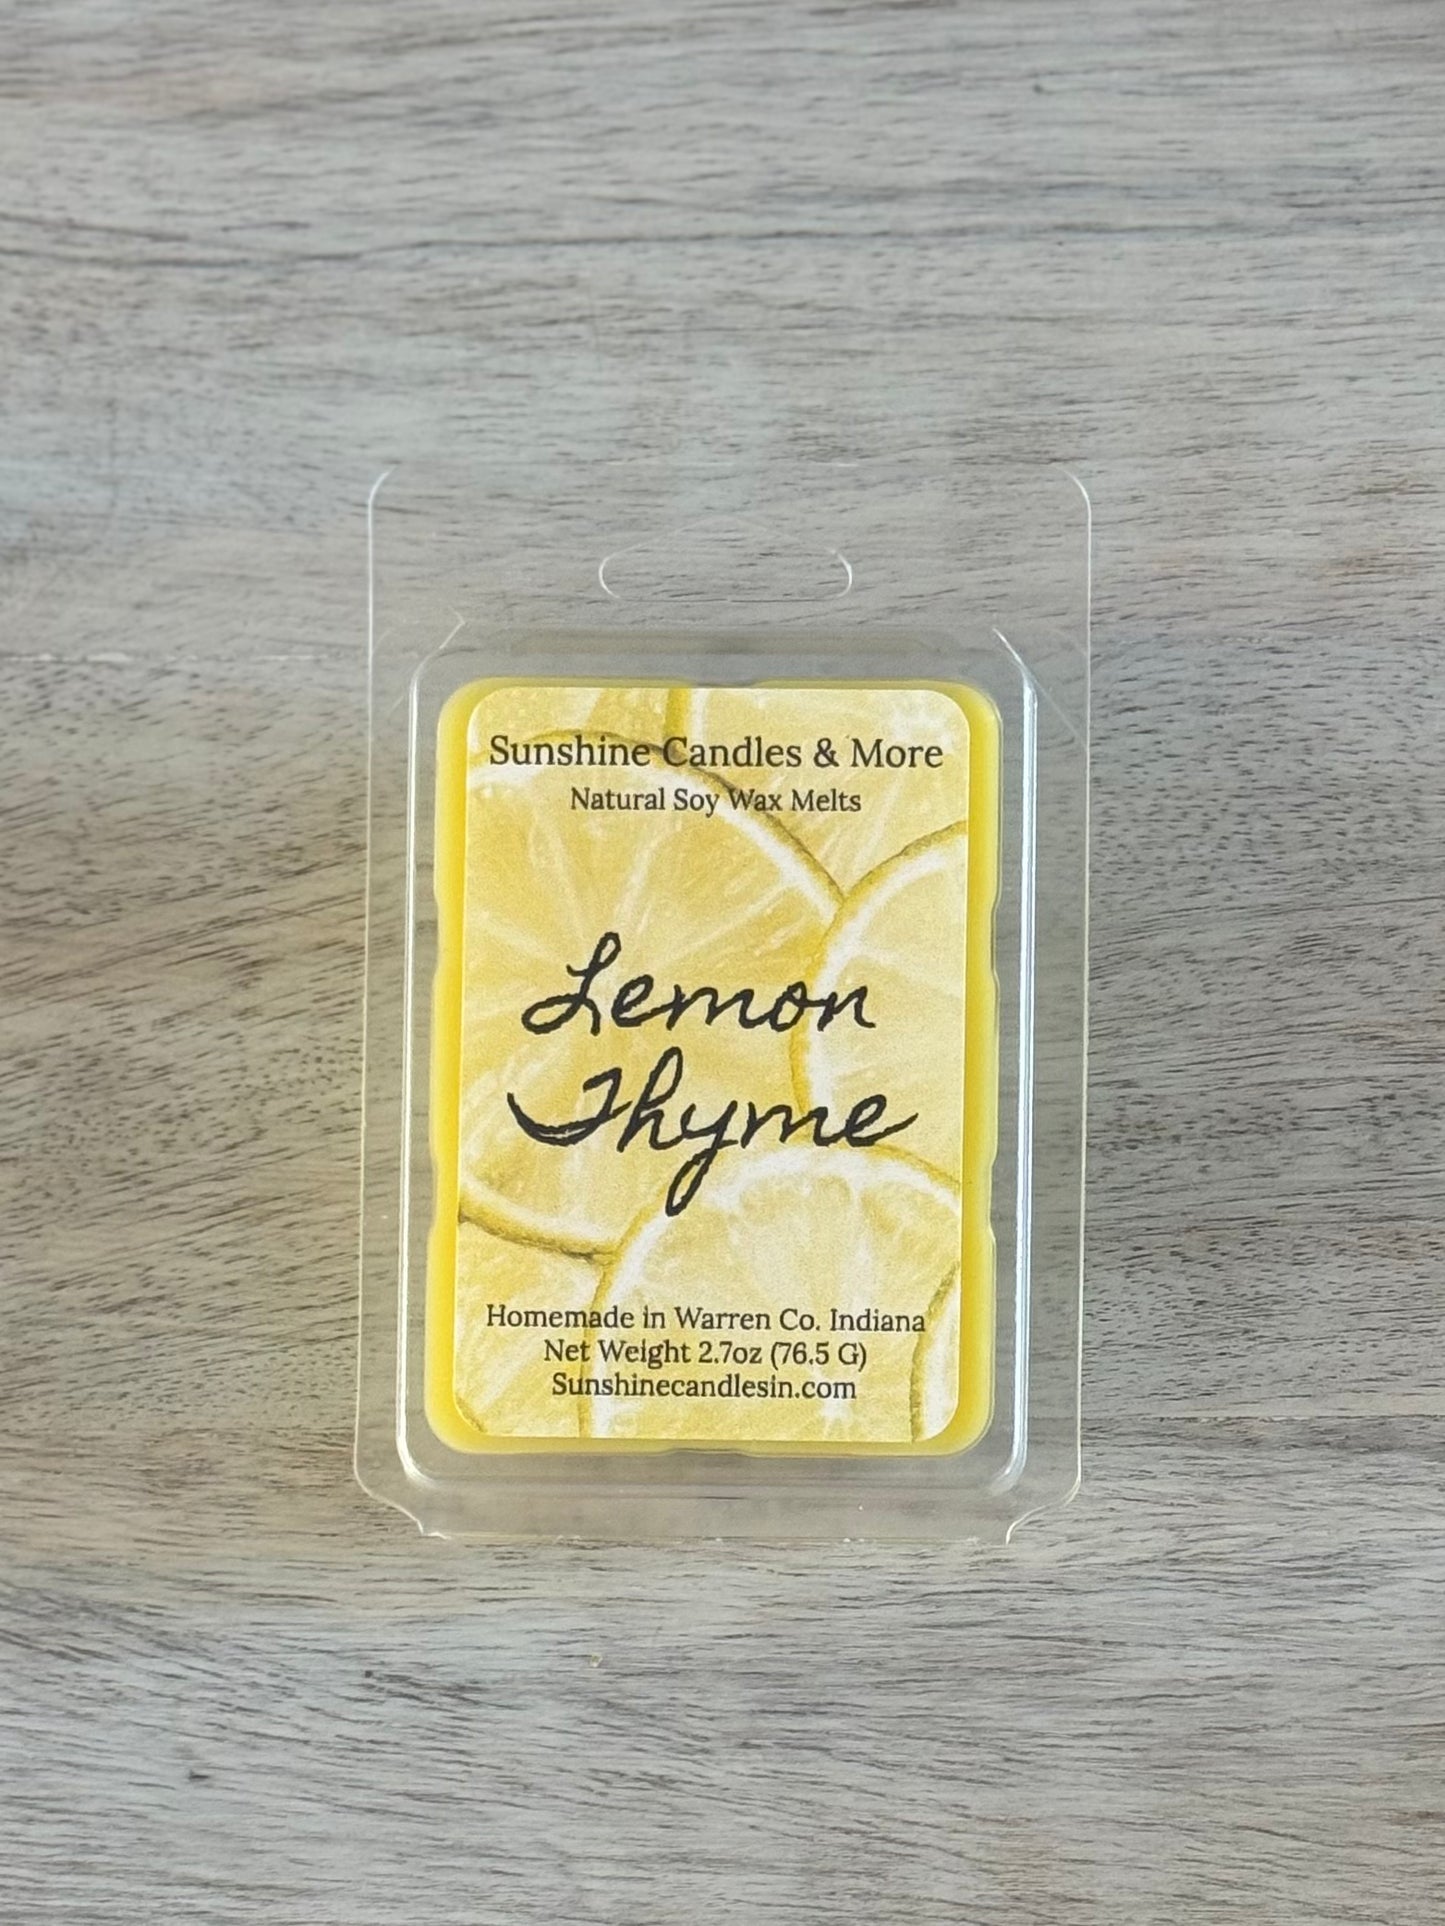 Sunshine Candles & More
Natural Soy Wax Melts
Lemon
Thyme
Homemade in Warren Co. Indiana
Net Weight 2.7oz (76.5 G)
Sunshinecandlesin.com